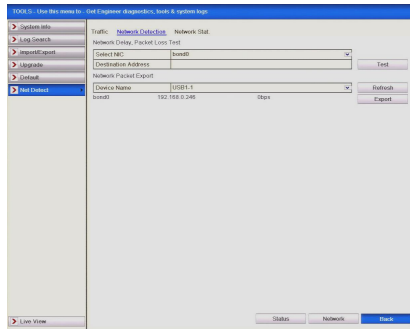 TOOLS - Use this menu to - Get Engineer diagnostics, tools & system logs
System Info
Log Search
Import/Export
Upgrade
Default
Net Detect
Live View
Traffic Network Detection Network Stat.
Network Delay, Packet Loss Test
Select NIC bond0
Destination Address Test
Network Packet Export
Device Name USB1-1 Refresh
bond0 192.168.0.246 0bps Export
Status Network Back